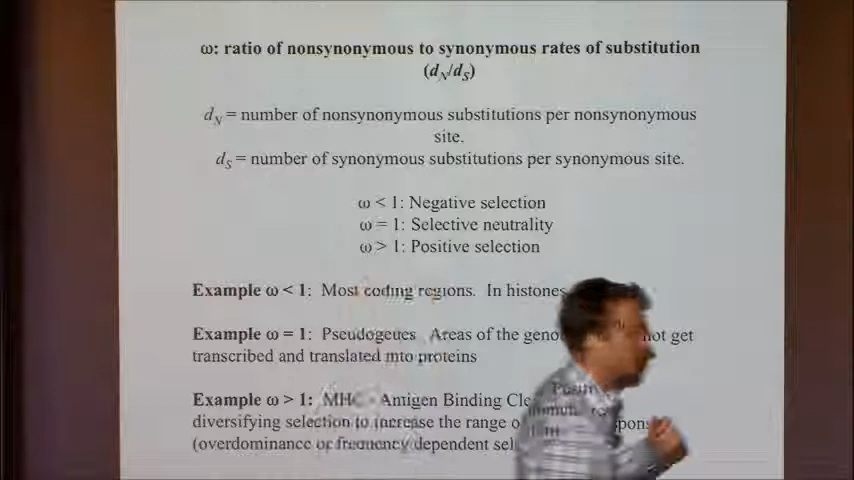 ω: ratio of nonsynonymous to synonymous rates of substitution
(dN/dS)
dN = number of nonsynonymous substitutions per nonsynonymous
site.
dS = number of synonymous substitutions per synonymous site.
ω < 1: Negative selection
ω = 1: Selective neutrality
ω > 1: Positive selection
Example ω < 1: Most coding regions. In histones
Example ω = 1: Pseudogenes Areas of the not get
transcribed and translated into proteins
Example ω > 1: MHC - Antigen Binding
diversifying selection to increase the range
(overdominance or frequency dependent